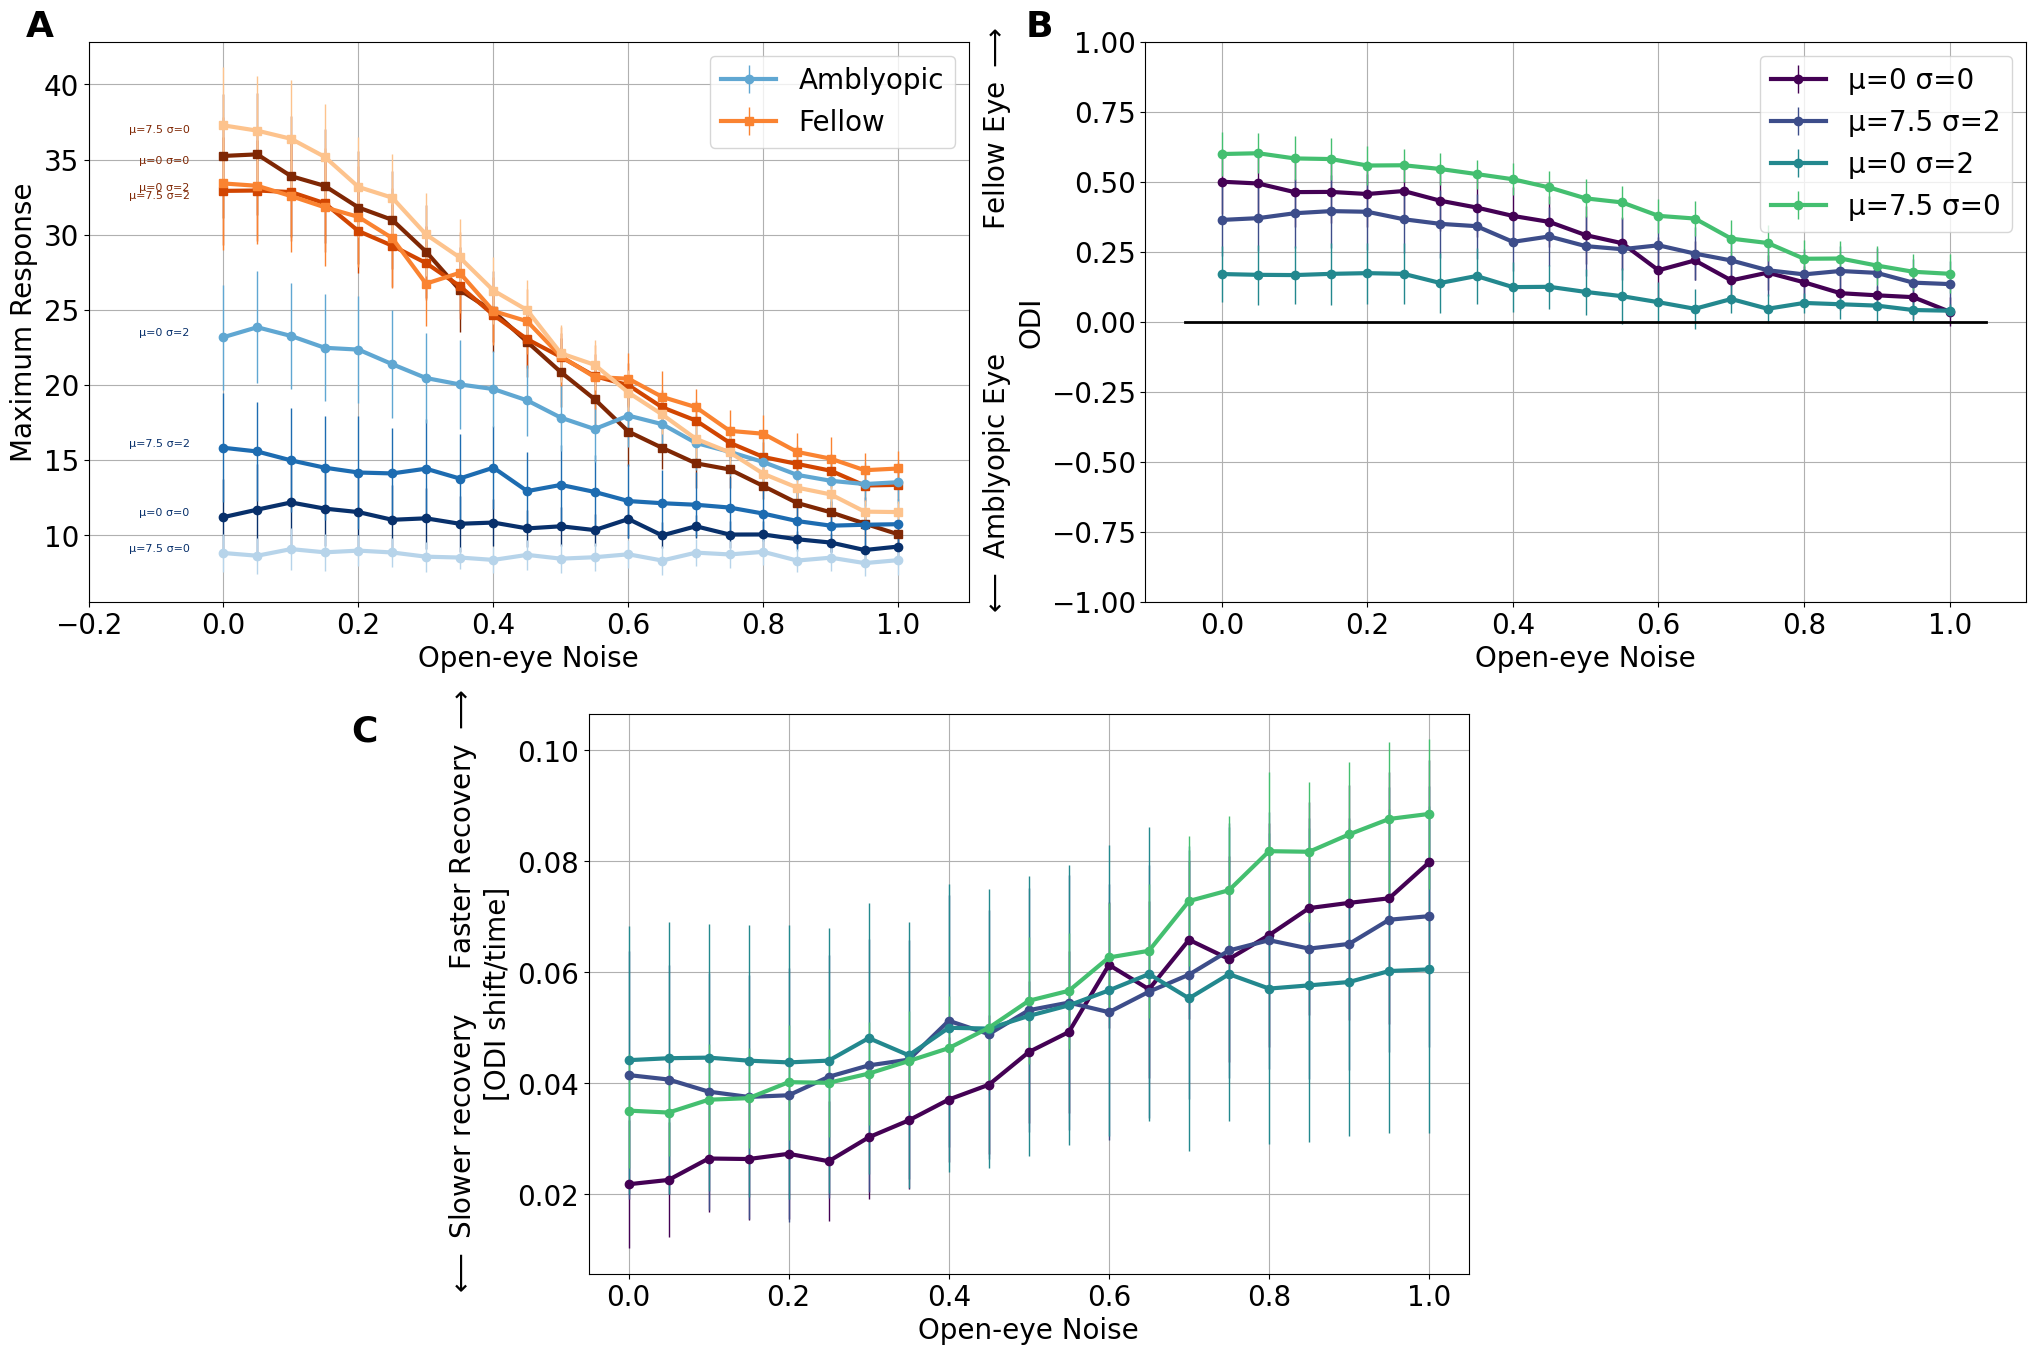 A
Maximum Response
40
35
30
25
20
15
10
μ=7.5 σ=0
μ=0 σ=0
μ=0 σ=2
μ=7.5 σ=2
μ=0 σ=2
μ=7.5 σ=2
μ=0 σ=0
μ=7.5 σ=0
Amblyopic
Fellow
−0.2 0.0 0.2 0.4 0.6 0.8 1.0
Open-eye Noise
B
← Amblyopic Eye Fellow Eye →
ODI
1.00
0.75
0.50
0.25
0.00
−0.25
−0.50
−0.75
−1.00
μ=0 σ=0
μ=7.5 σ=2
μ=0 σ=2
μ=7.5 σ=0
0.0 0.2 0.4 0.6 0.8 1.0
Open-eye Noise
C
← Slower recovery Faster Recovery →
[ODI shift/time]
0.10
0.08
0.06
0.04
0.02
0.0 0.2 0.4 0.6 0.8 1.0
Open-eye Noise